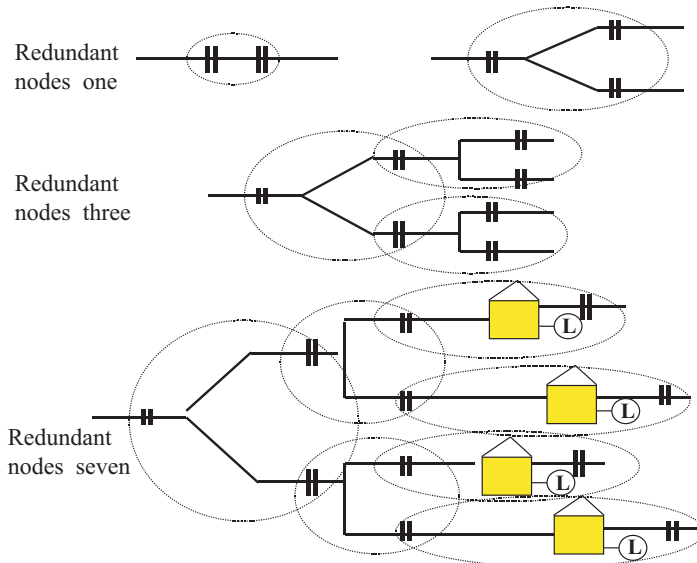 Redundant
nodes one
Redundant
nodes three
L
L
Redundant
nodes seven
L
L